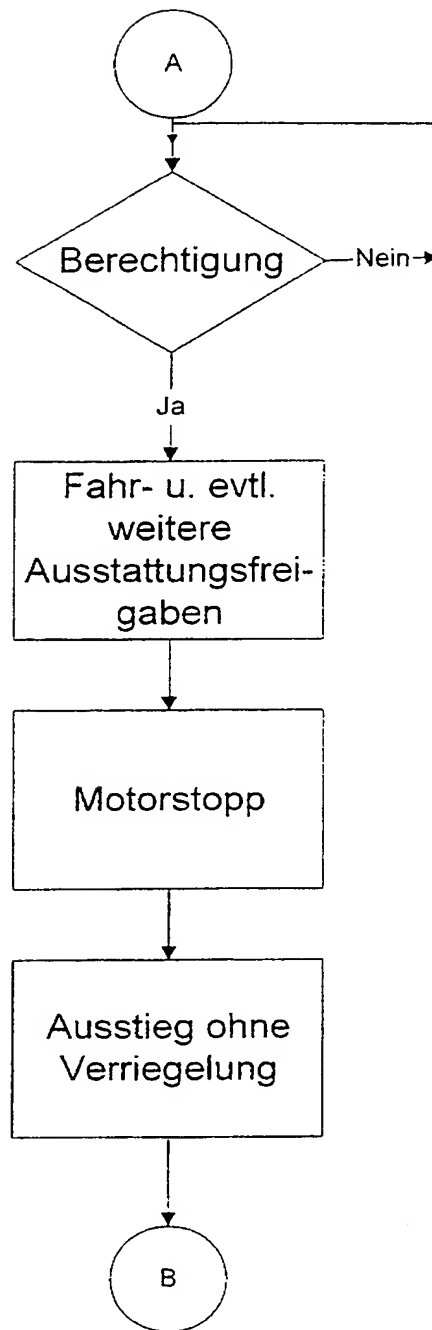 A
Berechtigung
Nein
Ja
Fahr- u. evtl.
weitere
Ausstattungsfrei-
gaben
Motorstopp
Ausstieg ohne
Verriegelung
B